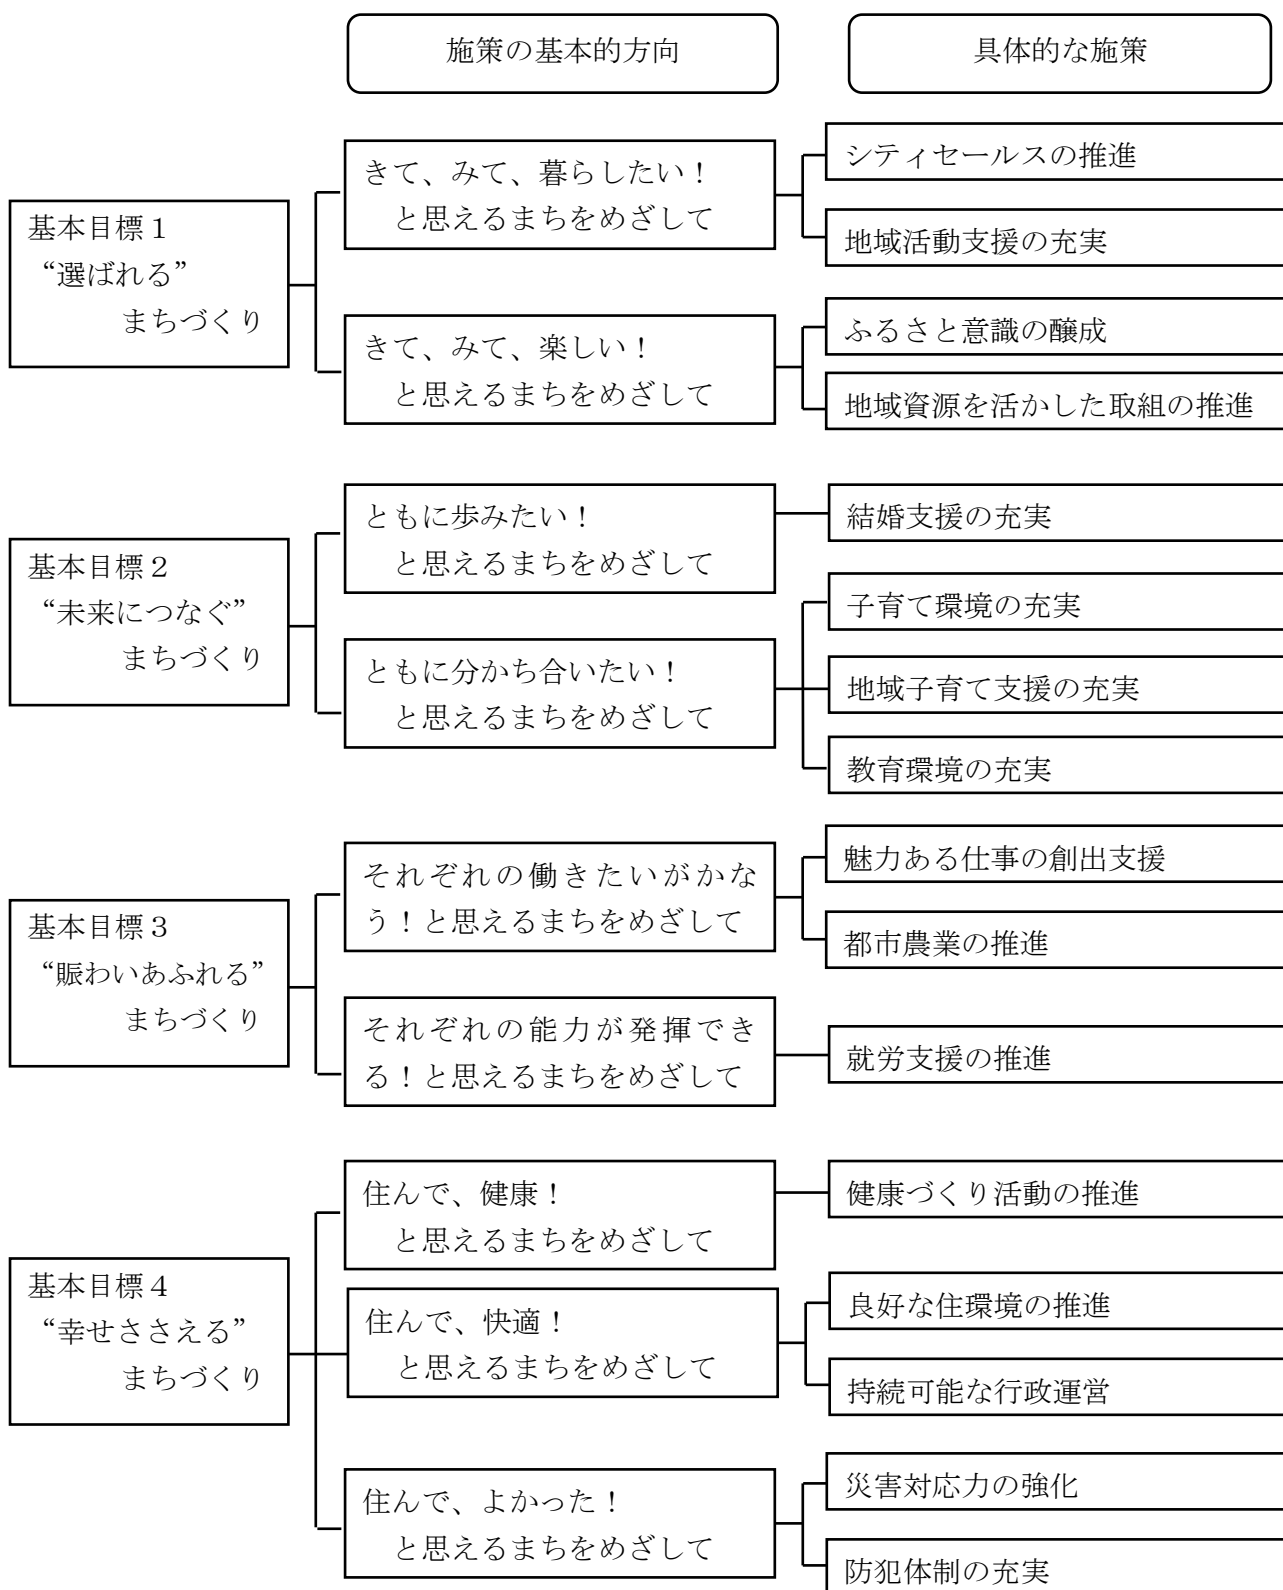 施策の基本的方向
具体的な施策
基本目標１
“選ばれる”
まちづくり
きて、みて、暮らしたい！
と思えるまちをめざして
シティセールスの推進
地域活動支援の充実
きて、みて、楽しい！
と思えるまちをめざして
ふるさと意識の醸成
地域資源を活かした取組の推進
基本目標２
“未来につなぐ”
まちづくり
ともに歩みたい！
と思えるまちをめざして
結婚支援の充実
ともに分かち合いたい！
と思えるまちをめざして
子育て環境の充実
地域子育て支援の充実
教育環境の充実
基本目標３
“賑わいあふれる”
まちづくり
それぞれの働きたいがかな
う！と思えるまちをめざして
魅力ある仕事の創出支援
都市農業の推進
それぞれの能力が発揮でき
る！と思えるまちをめざして
就労支援の推進
基本目標４
“幸せささえる”
まちづくり
住んで、健康！
と思えるまちをめざして
健康づくり活動の推進
住んで、快適！
と思えるまちをめざして
良好な住環境の推進
持続可能な行政運営
住んで、よかった！
と思えるまちをめざして
災害対応力の強化
防犯体制の充実